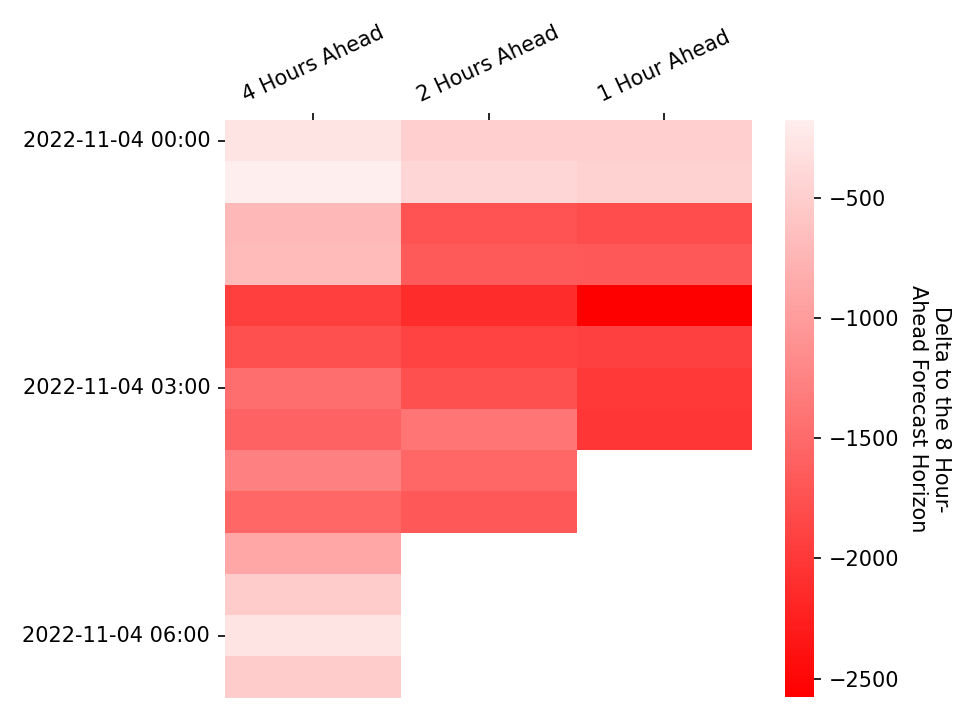 4 Hours Ahead
2 Hours Ahead
1 Hour Ahead
2022-11-04 00:00
2022-11-04 03:00
2022-11-04 06:00
−500
−1000
−1500
−2000
−2500
Delta to the 8 Hour-
Ahead Forecast Horizon